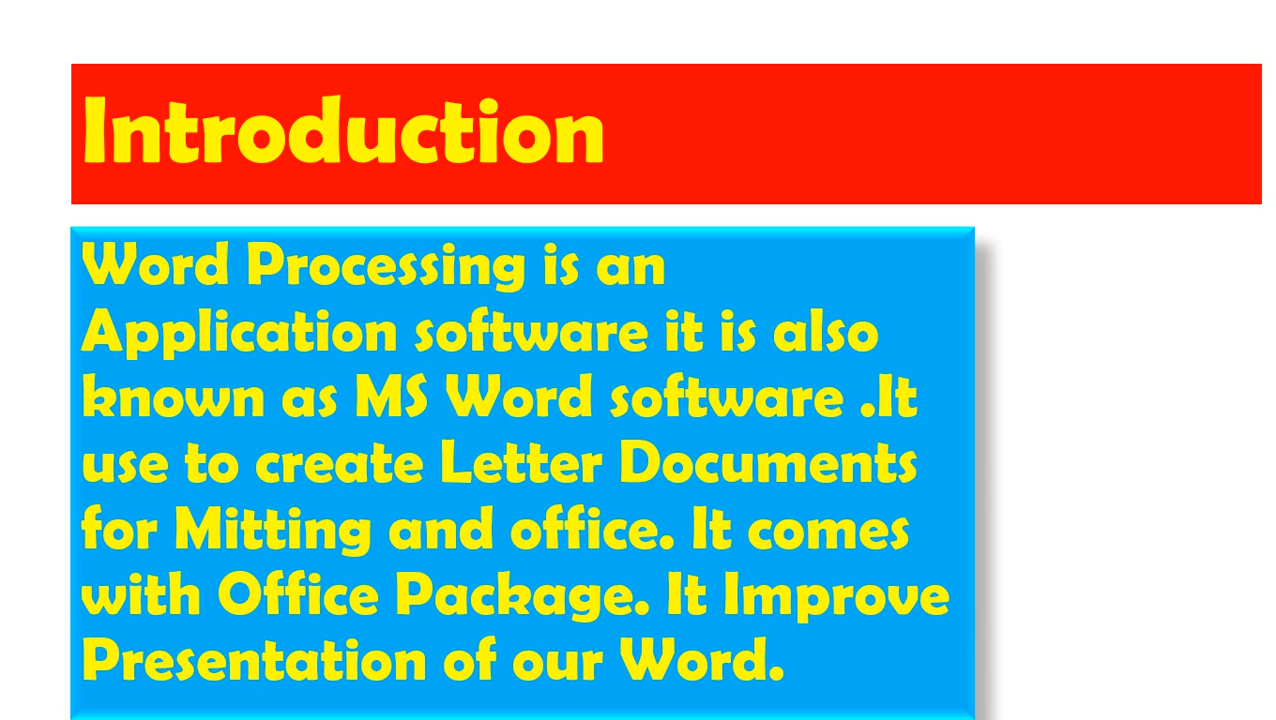 Introduction
Word Processing is an
Application software it is also
known as MS Word software .It
use to create Letter Documents
for Mitting and office. It comes
with Office Package. It Improve
Presentation of our Word.